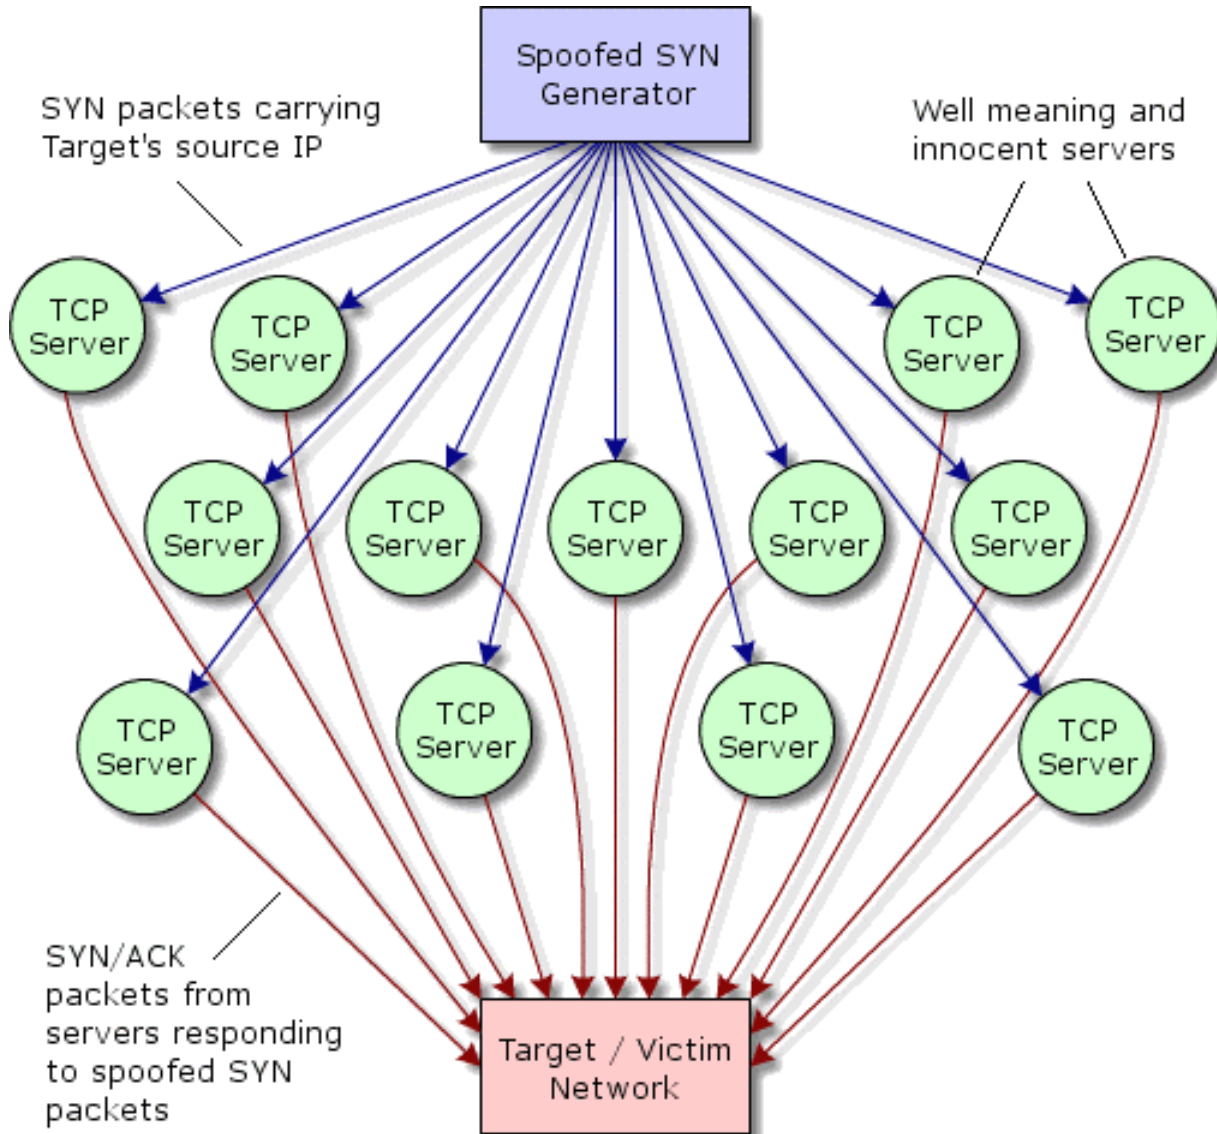 Spoofed SYN
Generator
SYN packets carrying
Target's source IP
Well meaning and
innocent servers
TCP
Server
TCP
Server
TCP
Server
TCP
Server
TCP
Server
TCP
Server
TCP
Server
TCP
Server
TCP
Server
TCP
Server
TCP
Server
TCP
Server
TCP
Server
SYN/ACK
packets from
servers responding
to spoofed SYN
packets
Target / Victim
Network